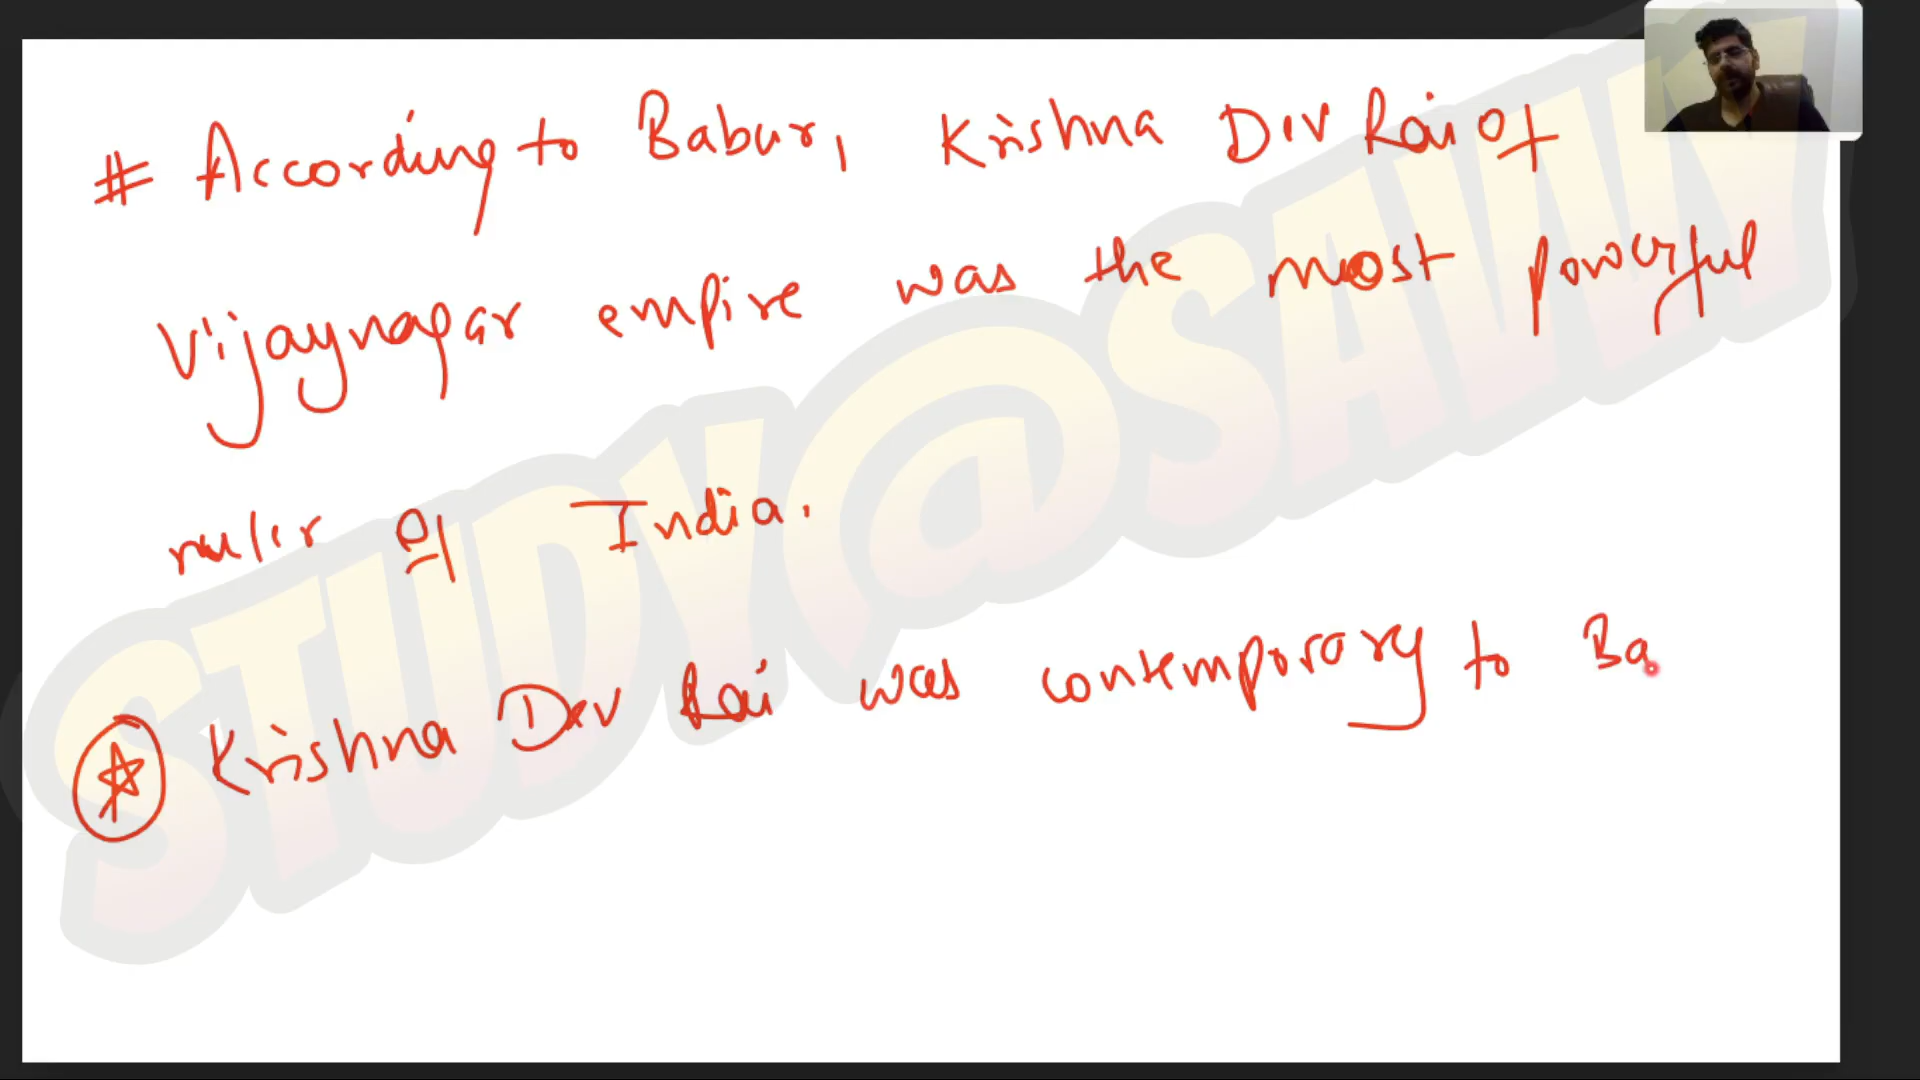 # According to Babur, Krishna Dev Rai of
Vijaynagar empire was the most powerful
ruler of India.
Krishna Dev Rai was contemporary to Ba
STUDY@SAVVY